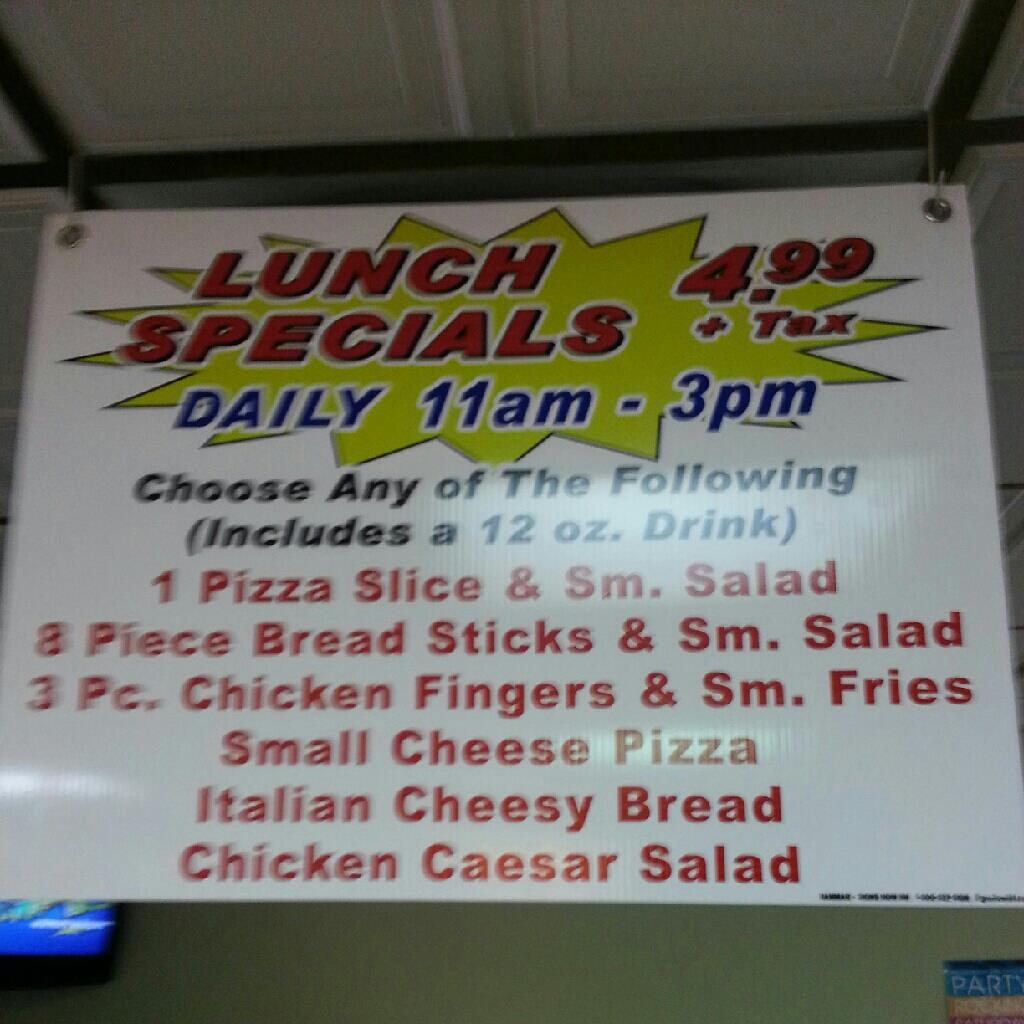 LUNCH 4.99
SPECIALS + Tax
DAILY 11am - 3pm
Choose Any of The Following
(Includes a 12 oz. Drink)
1 Pizza Slice & Sm. Salad
8 Piece Bread Sticks & Sm. Salad
3 Pc. Chicken Fingers & Sm. Fries
Small Cheese Pizza
Italian Cheesy Bread
Chicken Caesar Salad
PARTY